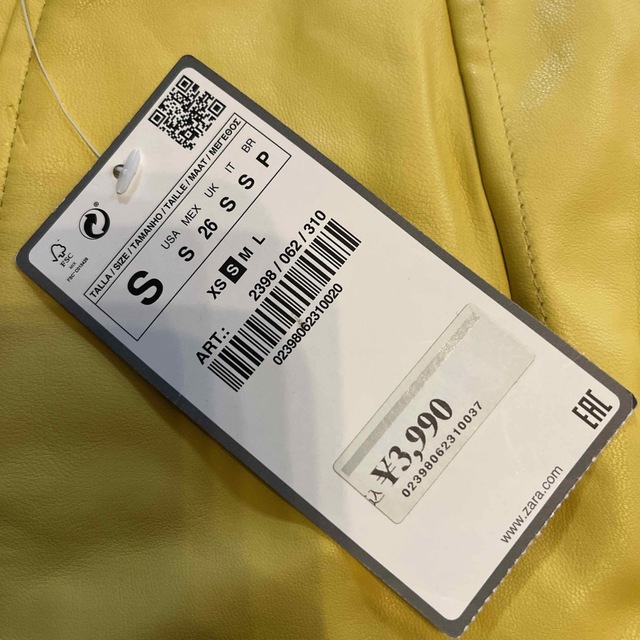 FSC
TALLA / SIZE / TAMANHO / TAILLE / MAAT / ΜΕΓΕΘΟΣ
S
USA MEX UK IT BR
S 26 S S P
XS S M L
ART.: 2398 / 062 / 310
02398062310020
込 ¥3,990
02398062310037
EAC
www.zara.com